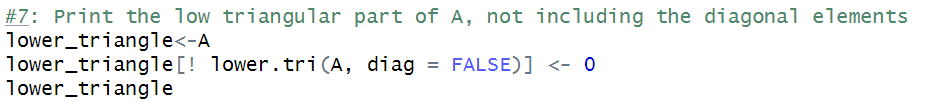 #7: Print the low triangular part of A, not including the diagonal elements
lower_triangle<-A
lower_triangle[! lower.tri(A, diag = FALSE)] <- 0
lower_triangle